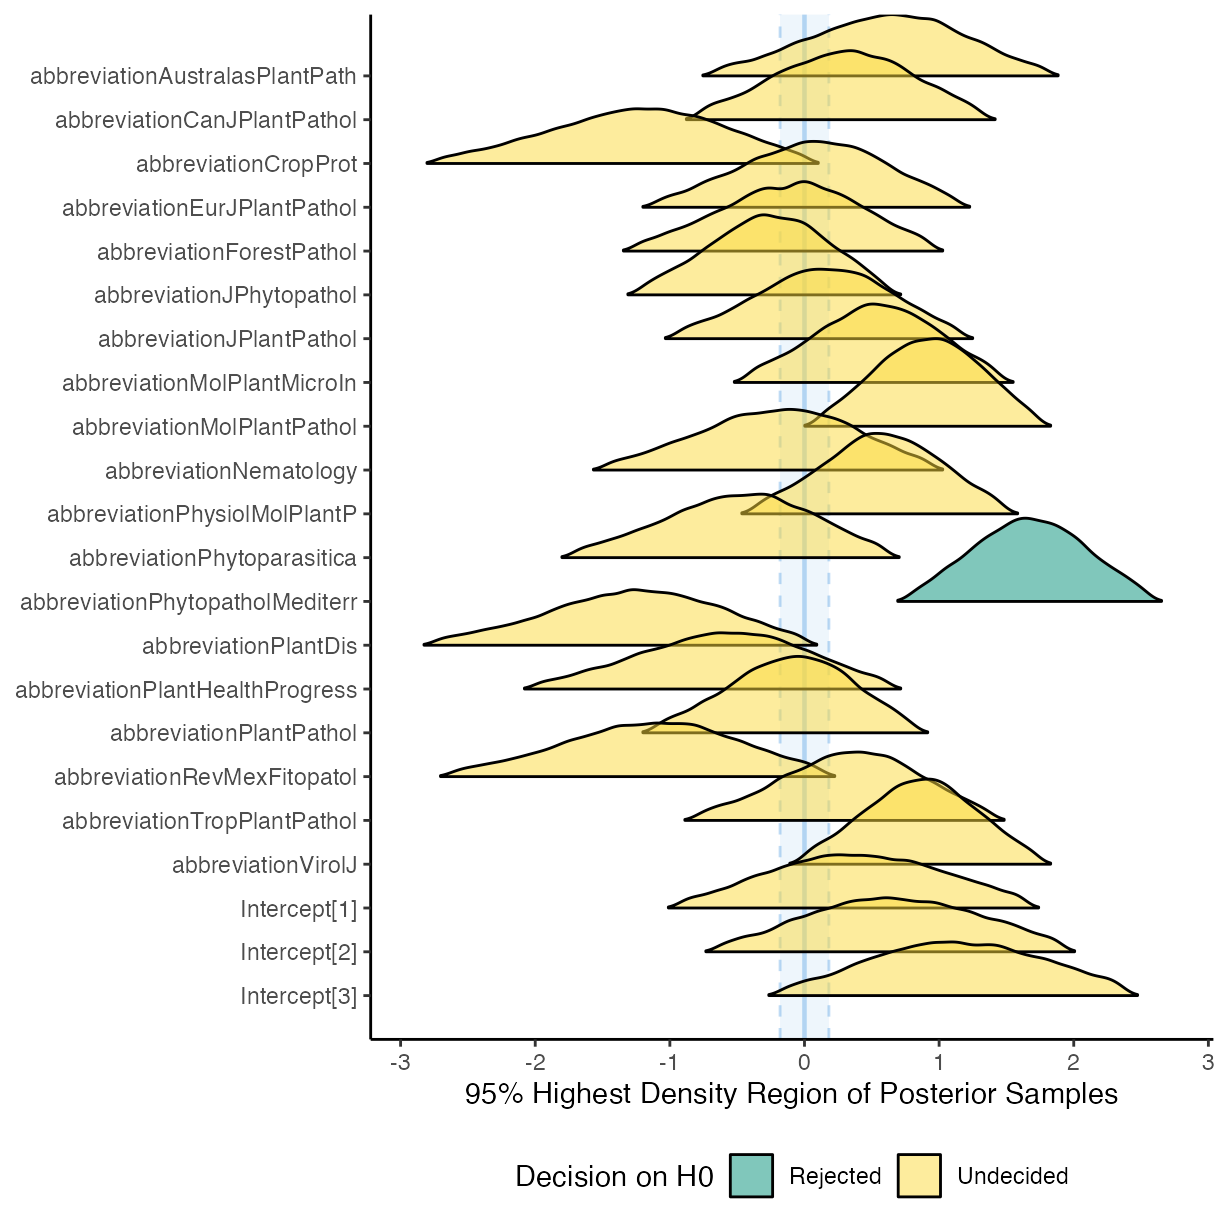 abbreviationAustralasPlantPath
abbreviationCanJPlantPathol
abbreviationCropProt
abbreviationEurJPlantPathol
abbreviationForestPathol
abbreviationJPhytopathol
abbreviationJPlantPathol
abbreviationMolPlantMicroIn
abbreviationMolPlantPathol
abbreviationNematology
abbreviationPhysiolMolPlantP
abbreviationPhytoparasitica
abbreviationPhytopatholMediterr
abbreviationPlantDis
abbreviationPlantHealthProgress
abbreviationPlantPathol
abbreviationRevMexFitopatol
abbreviationTropPlantPathol
abbreviationVirolJ
Intercept[1]
Intercept[2]
Intercept[3]
-3 -2 -1 0 1 2 3
95% Highest Density Region of Posterior Samples
Decision on H0 Rejected Undecided